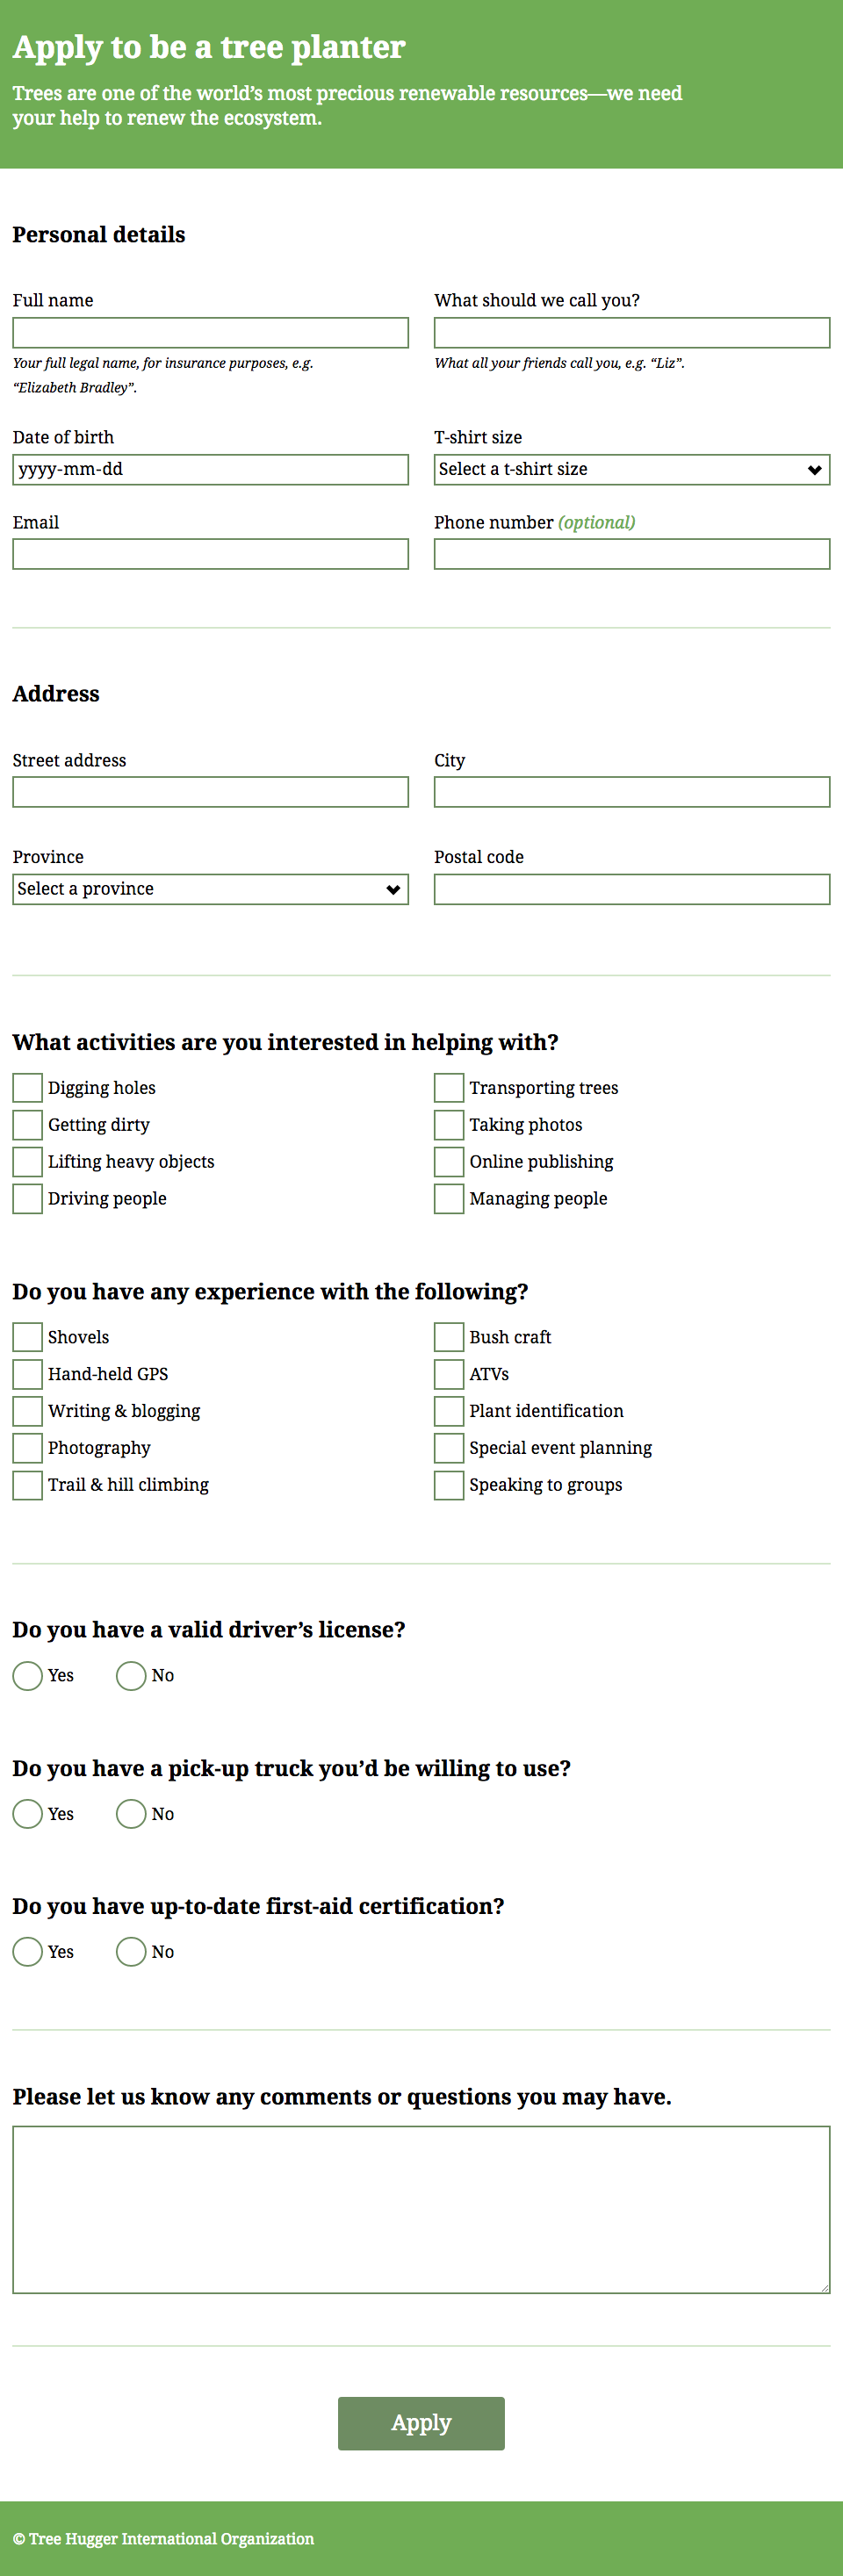 Apply to be a tree planter
Trees are one of the world’s most precious renewable resources—we need
your help to renew the ecosystem.
Personal details
Full name
Your full legal name, for insurance purposes, e.g.
“Elizabeth Bradley”.
What should we call you?
What all your friends call you, e.g. “Liz”.
Date of birth
yyyy-mm-dd
T-shirt size
Select a t-shirt size
Email
Phone number (optional)
Address
Street address
City
Province
Select a province
Postal code
What activities are you interested in helping with?
Digging holes
Getting dirty
Lifting heavy objects
Driving people
Transporting trees
Taking photos
Online publishing
Managing people
Do you have any experience with the following?
Shovels
Hand-held GPS
Writing & blogging
Photography
Trail & hill climbing
Bush craft
ATVs
Plant identification
Special event planning
Speaking to groups
Do you have a valid driver’s license?
Yes
No
Do you have a pick-up truck you’d be willing to use?
Yes
No
Do you have up-to-date first-aid certification?
Yes
No
Please let us know any comments or questions you may have.
Apply
© Tree Hugger International Organization